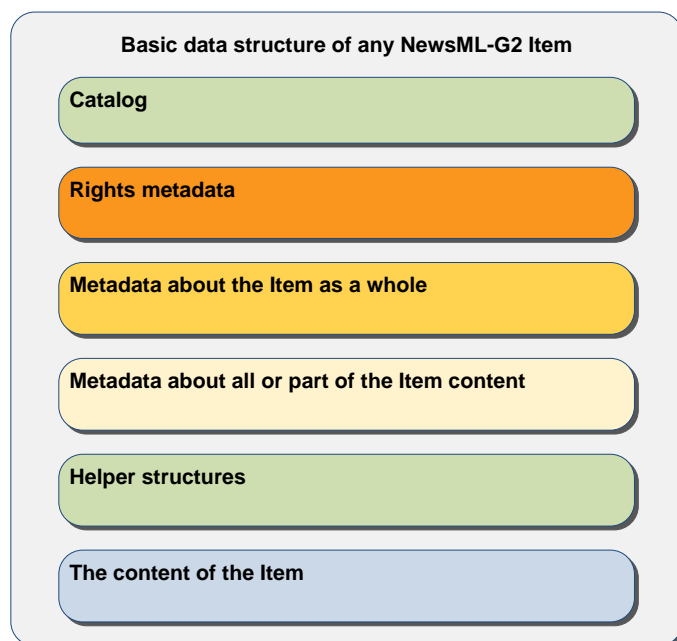 Basic data structure of any NewsML-G2 Item
Catalog
Rights metadata
Metadata about the Item as a whole
Metadata about all or part of the Item content
Helper structures
The content of the Item